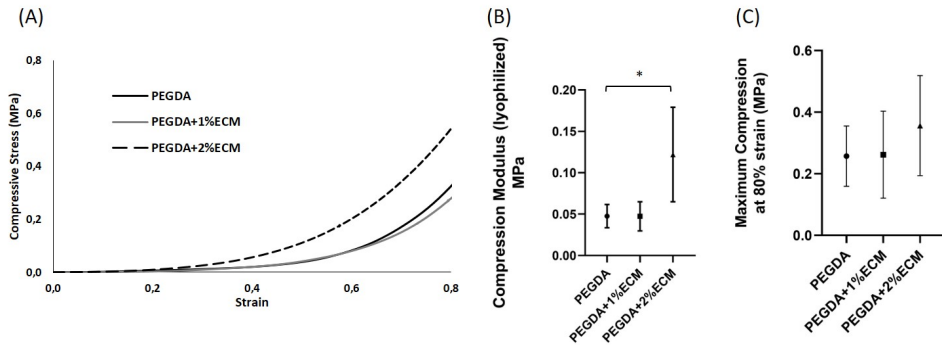 (A)
0,8
0,6
0,4
0,2
0,0
Compressive Stress (MPa)
PEGDA
PEGDA+1%ECM
PEGDA+2%ECM
0,0
0,2
0,4
0,6
0,8
Strain
(B)
Compression Modulus (lyophilized)
MPa
*
0.20
0.15
0.10
0.05
0.00
PEGDA
PEGDA+1%ECM
PEGDA+2%ECM
(C)
Maximum Compression
at 80% strain (MPa)
0.6
0.4
0.2
0.0
PEGDA
PEGDA+1%ECM
PEGDA+2%ECM